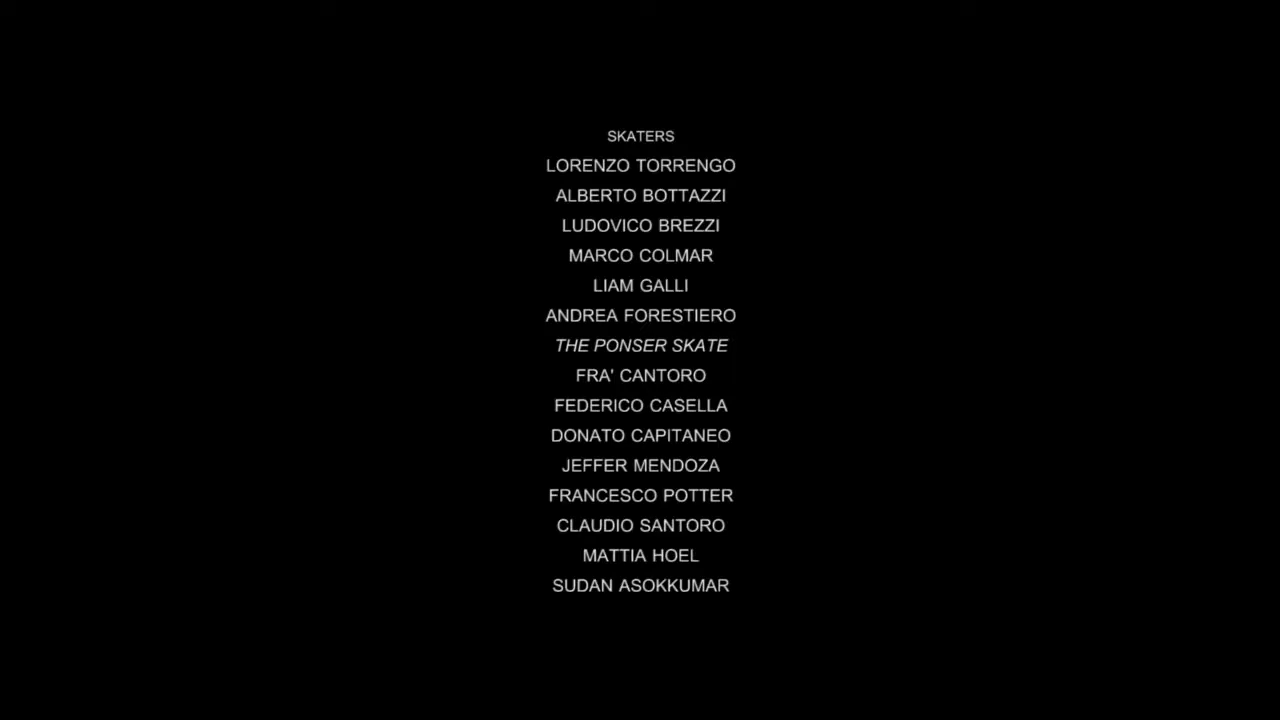 SKATERS
LORENZO TORRENGO
ALBERTO BOTTAZZI
LUDOVICO BREZZI
MARCO COLMAR
LIAM GALLI
ANDREA FORESTIERO
THE PONSER SKATE
FRA' CANTORO
FEDERICO CASELLA
DONATO CAPITANEO
JEFFER MENDOZA
FRANCESCO POTTER
CLAUDIO SANTORO
MATTIA HOEL
SUDAN ASOKKUMAR